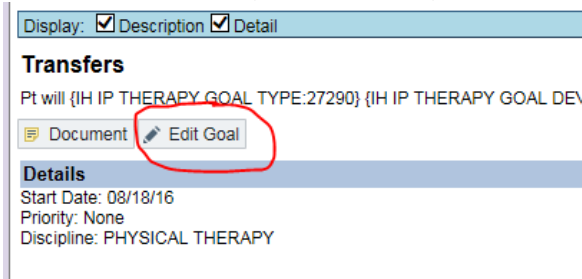 Display: Description Detail
Transfers
Pt will {IH IP THERAPY GOAL TYPE:27290} {IH IP THERAPY GOAL DEV
Document Edit Goal
Details
Start Date: 08/18/16
Priority: None
Discipline: PHYSICAL THERAPY